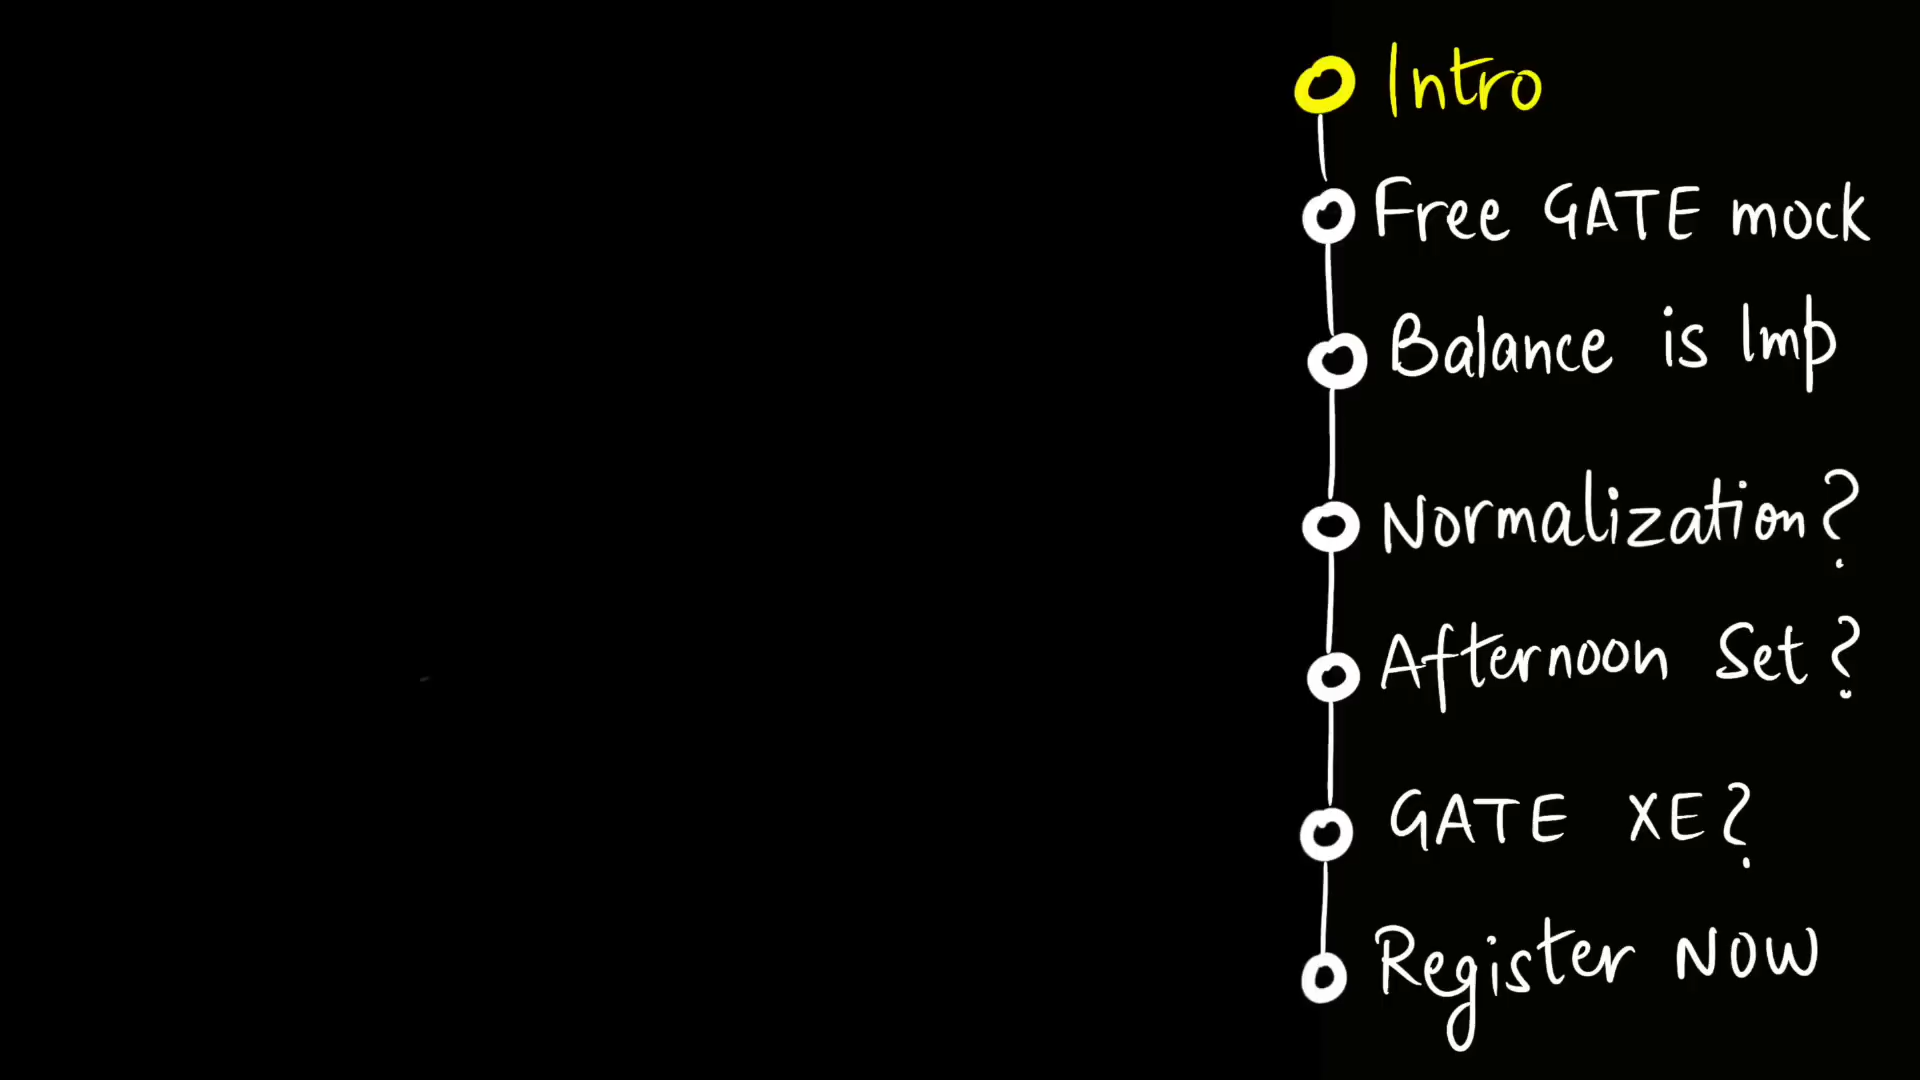 Intro
Free GATE mock
Balance is Imp
Normalization?
Afternoon Set?
GATE XE?
Register NOW